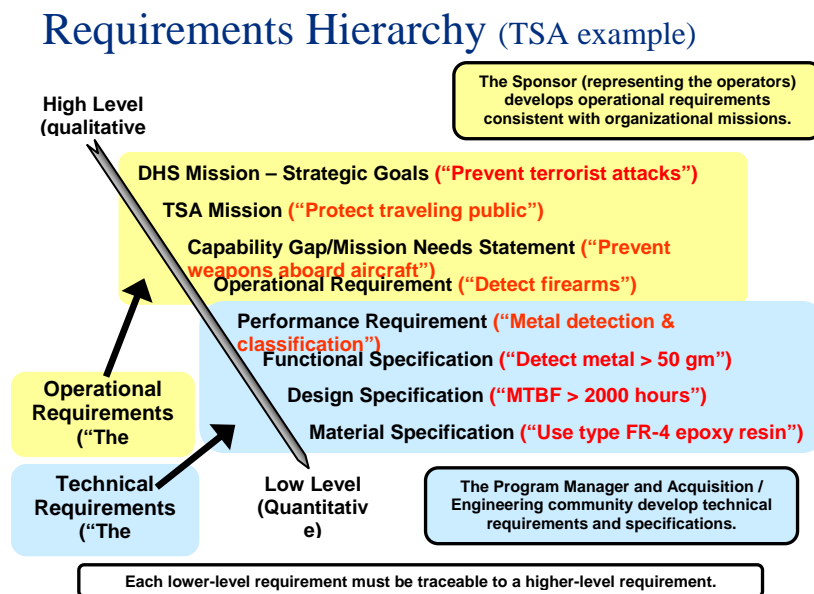 Requirements Hierarchy (TSA example)
The Sponsor (representing the operators)
develops operational requirements
consistent with organizational missions.
High Level
(qualitative
DHS Mission – Strategic Goals (“Prevent terrorist attacks”)
TSA Mission (“Protect traveling public”)
Capability Gap/Mission Needs Statement (“Prevent
weapons aboard aircraft”)
Operational Requirement (“Detect firearms”)
Performance Requirement (“Metal detection &
classification”)
Functional Specification (“Detect metal > 50 gm”)
Design Specification (“MTBF > 2000 hours”)
Material Specification (“Use type FR-4 epoxy resin”)
Operational
Requirements
(“The
Technical
Requirements
(“The
Low Level
(Quantitativ
e)
The Program Manager and Acquisition /
Engineering community develop technical
requirements and specifications.
Each lower-level requirement must be traceable to a higher-level requirement.